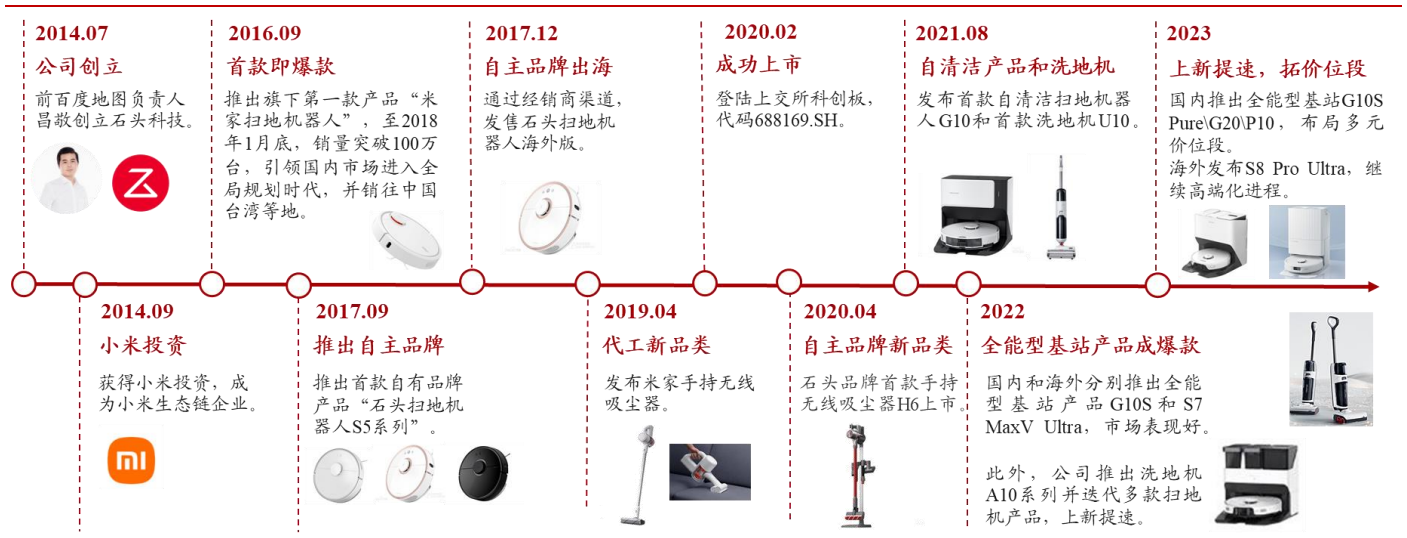 2014.07
公司创立
前百度地图负责人
昌敬创立石头科技。
2016.09
首款即爆款
推出旗下第一款产品“米
家扫地机器人”，至2018
年1月底，销量突破100万
台，引领国内市场进入全
局规划时代，并销往中国
台湾等地。
2017.12
自主品牌出海
通过经销商渠道，
发售石头扫地机
器人海外版。
2020.02
成功上市
登陆上交所科创板，
代码688169.SH。
2021.08
自清洁产品和洗地机
发布首款自清洁扫地机器
人G10和首款洗地机U10。
2023
上新提速，拓价位段
国内推出全能型基站G10S
Pure\G20\P10，布局多元
价位段。
海外发布S8 Pro Ultra，继
续高端化进程。
2014.09
小米投资
获得小米投资，成
为小米生态链企业。
2017.09
推出自主品牌
推出首款自有品牌
产品“石头扫地机
器人S5系列”。
2019.04
代工新品类
发布米家手持无线
吸尘器。
2020.04
自主品牌新品类
石头品牌首款手持
无线吸尘器H6上市。
2022
全能型基站产品成爆款
国内和海外分别推出全能
型基站产品G10S和S7
MaxV Ultra，市场表现好。
此外，公司推出洗地机
A10系列并迭代多款扫地
机产品，上新提速。